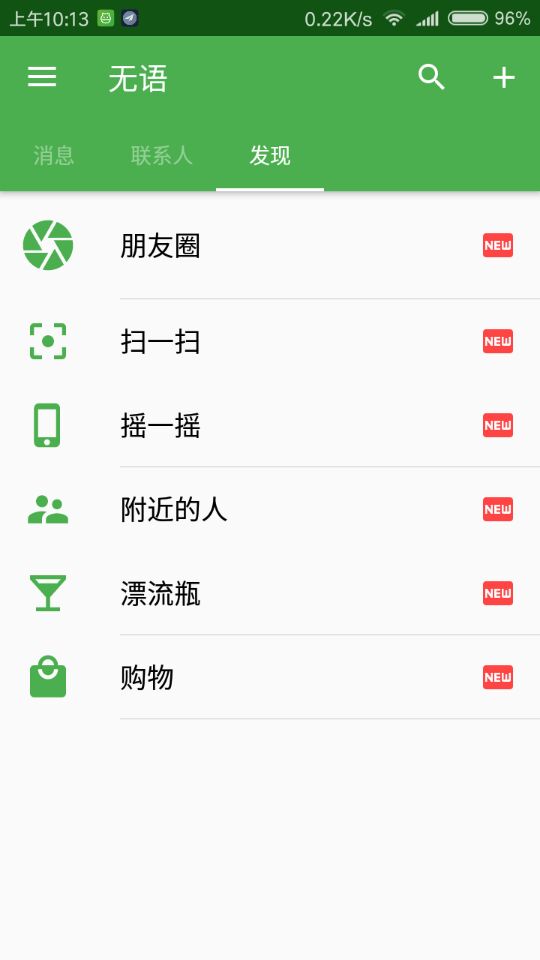 上午10:13 0.22K/s 96%
无语
消息 联系人 发现
朋友圈 NEW
扫一扫 NEW
摇一摇 NEW
附近的人 NEW
漂流瓶 NEW
购物 NEW